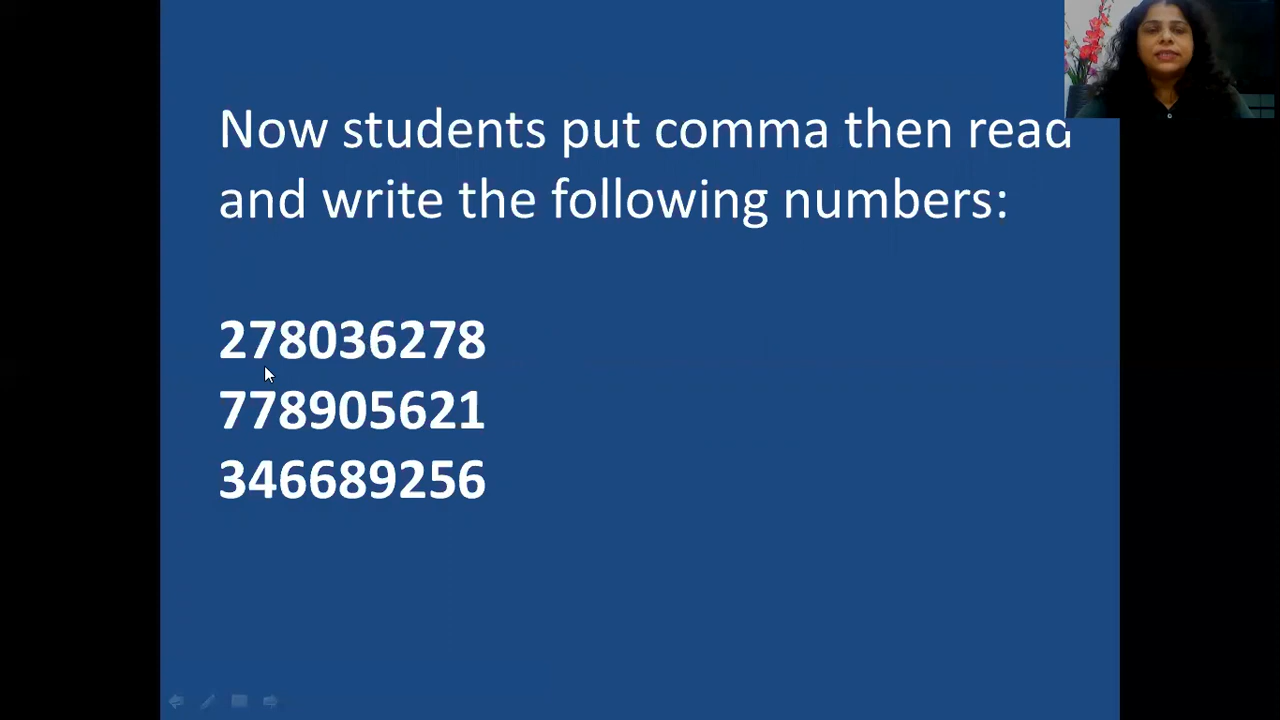 Now students put comma then read
and write the following numbers:
278036278
778905621
346689256